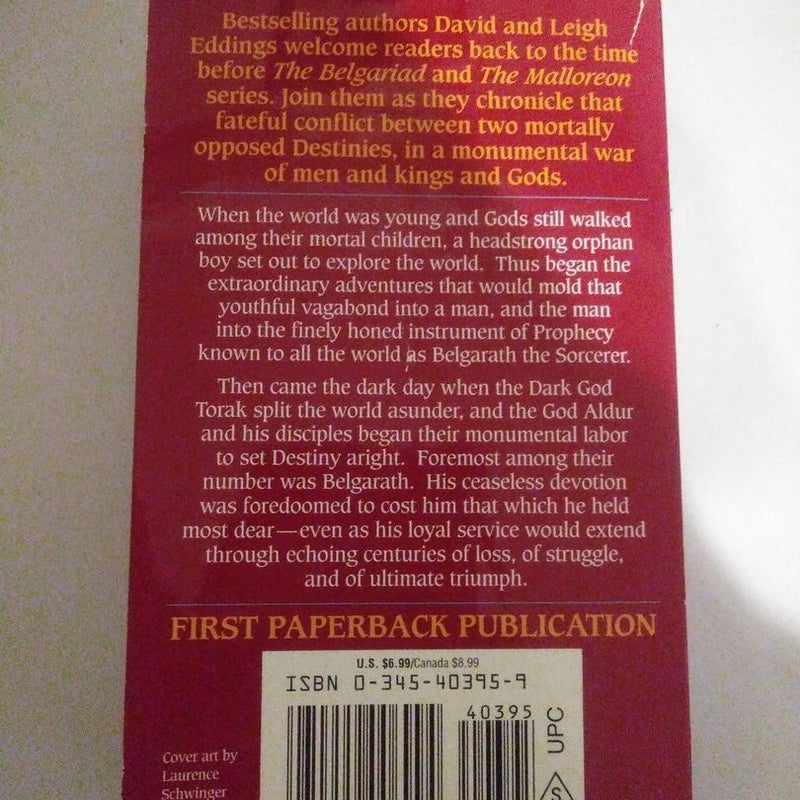 Bestselling authors David and Leigh
Eddings welcome readers back to the time
before The Belgariad and The Malloreon
series. Join them as they chronicle that
fateful conflict between two mortally
opposed Destinies, in a monumental war
of men and kings and Gods.
When the world was young and Gods still walked
among their mortal children, a headstrong orphan
boy set out to explore the world. Thus began the
extraordinary adventures that would mold that
youthful vagabond into a man, and the man
into the finely honed instrument of Prophecy
known to all the world as Belgarath the Sorcerer.
Then came the dark day when the Dark God
Torak split the world asunder, and the God Aldur
and his disciples began their monumental labor
to set Destiny aright. Foremost among their
number was Belgarath. His ceaseless devotion
was foredoomed to cost him that which he held
most dear—even as his loyal service would extend
through echoing centuries of loss, of struggle,
and of ultimate triumph.
FIRST PAPERBACK PUBLICATION
U.S. $6.99/Canada $8.99
ISBN 0-345-40395-9
40395
UPC
S
Cover art by
Laurence
Schwinger